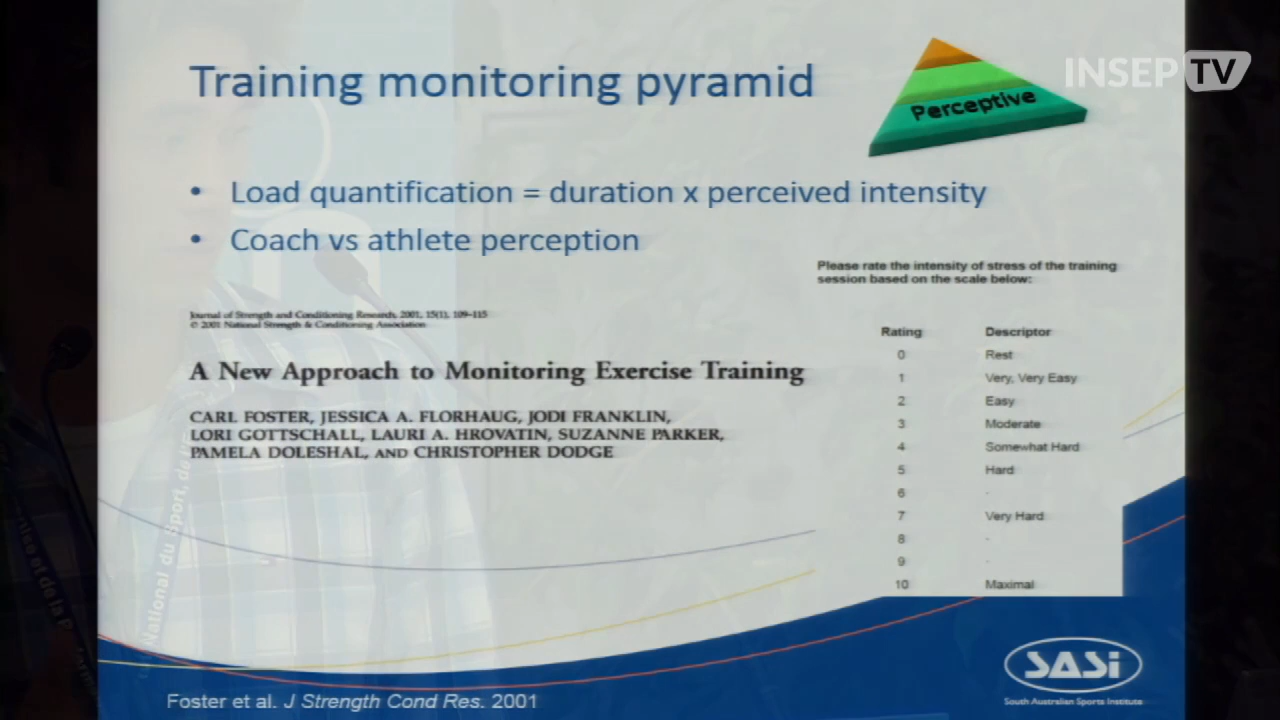 Training monitoring pyramid
Perceptive
INSEP TV
• Load quantification = duration x perceived intensity
• Coach vs athlete perception
Please rate the intensity of stress of the training
session based on the scale below:
Journal of Strength and Conditioning Research, 2001, 15(1), 109–115
© 2001 National Strength & Conditioning Association
A New Approach to Monitoring Exercise Training
CARL FOSTER, JESSICA A. FLORHAUG, JODI FRANKLIN,
LORI GOTTSCHALL, LAURI A. HROVATIN, SUZANNE PARKER,
PAMELA DOLESHAL, AND CHRISTOPHER DODGE
Rating Descriptor
0 Rest
1 Very, Very Easy
2 Easy
3 Moderate
4 Somewhat Hard
5 Hard
6 -
7 Very Hard
8 -
9 -
10 Maximal
National du Sport, de
SASi
South Australian Sports Institute
Foster et al. J Strength Cond Res. 2001